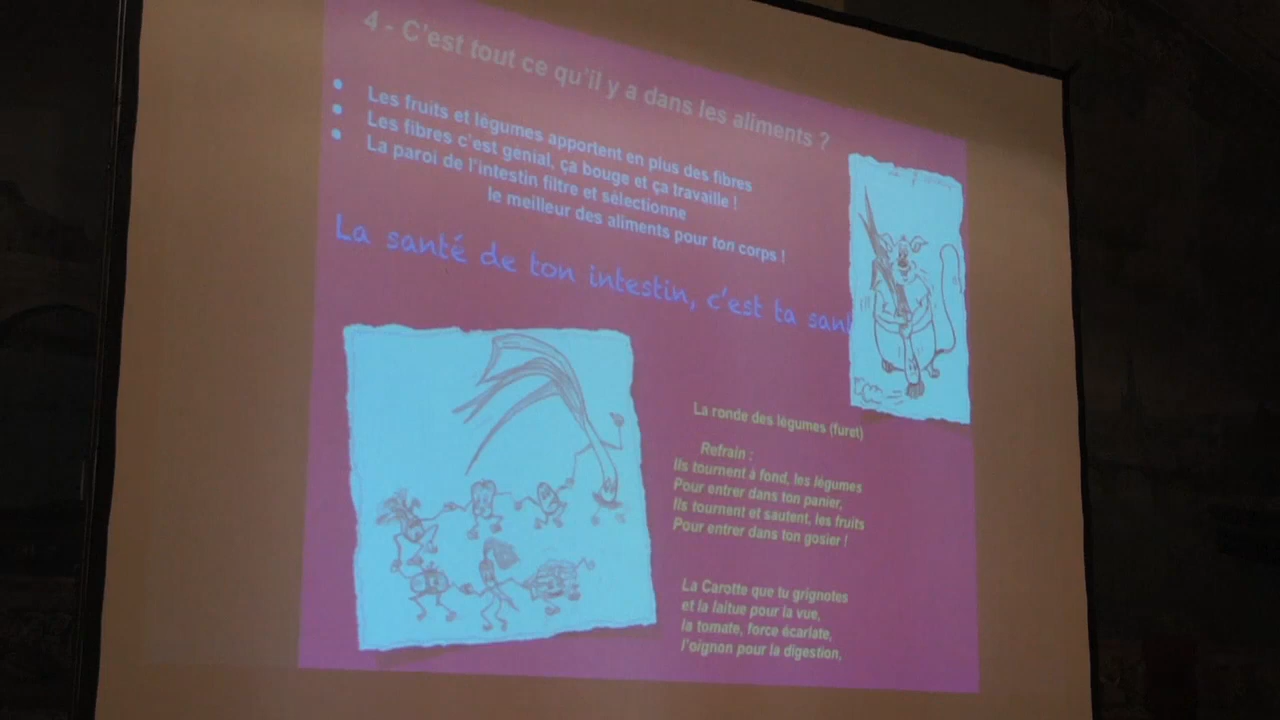 4 - C'est tout ce qu'il y a dans les aliments ?
• Les fruits et légumes apportent en plus des fibres
• Les fibres c'est génial, ça bouge et ça travaille !
• La paroi de l'intestin filtre et sélectionne
le meilleur des aliments pour ton corps !
La santé de ton intestin, c'est ta sant
La ronde des légumes (furet)
Refrain :
Ils tournent à fond, les légumes
Pour entrer dans ton panier,
Ils tournent et sautent, les fruits
Pour entrer dans ton gosier !
La Carotte que tu grignotes
et la laitue pour la vue,
la tomate, force écarlate,
l'oignon pour la digestion,